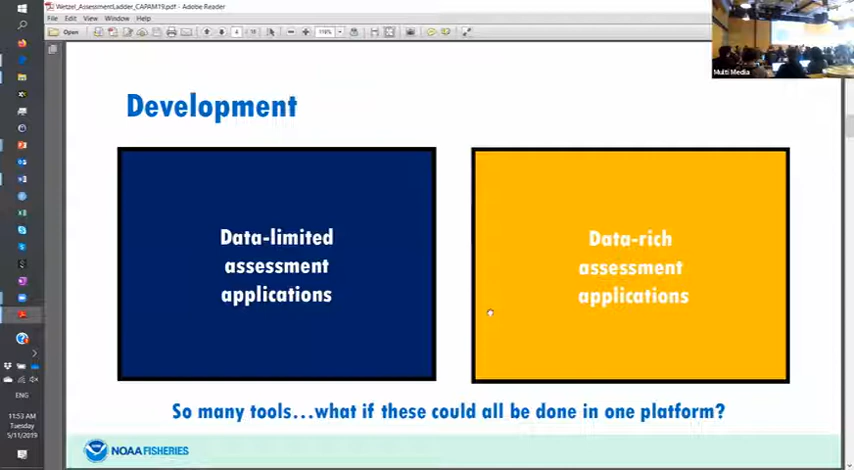 Wetzel_AssessmentLadder_CAPAM19.pdf - Adobe Reader
File Edit View Window Help
Open
4
118%
Multi Media
Development
Data-limited
assessment
applications
Data-rich
assessment
applications
So many tools...what if these could all be done in one platform?
NOAA FISHERIES
ENG
11:53 AM
Tuesday
5/11/2019